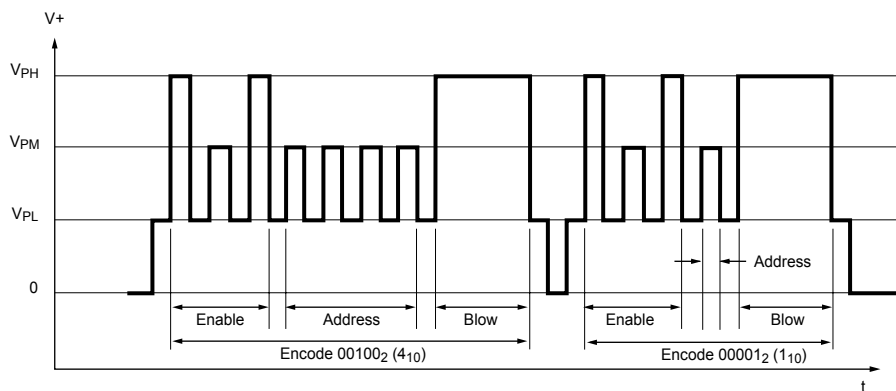 V+
VPH
VPM
VPL
0
Address
Enable
Address
Blow
Enable
Blow
Encode 00100₂ (4₁₀)
Encode 00001₂ (1₁₀)
t